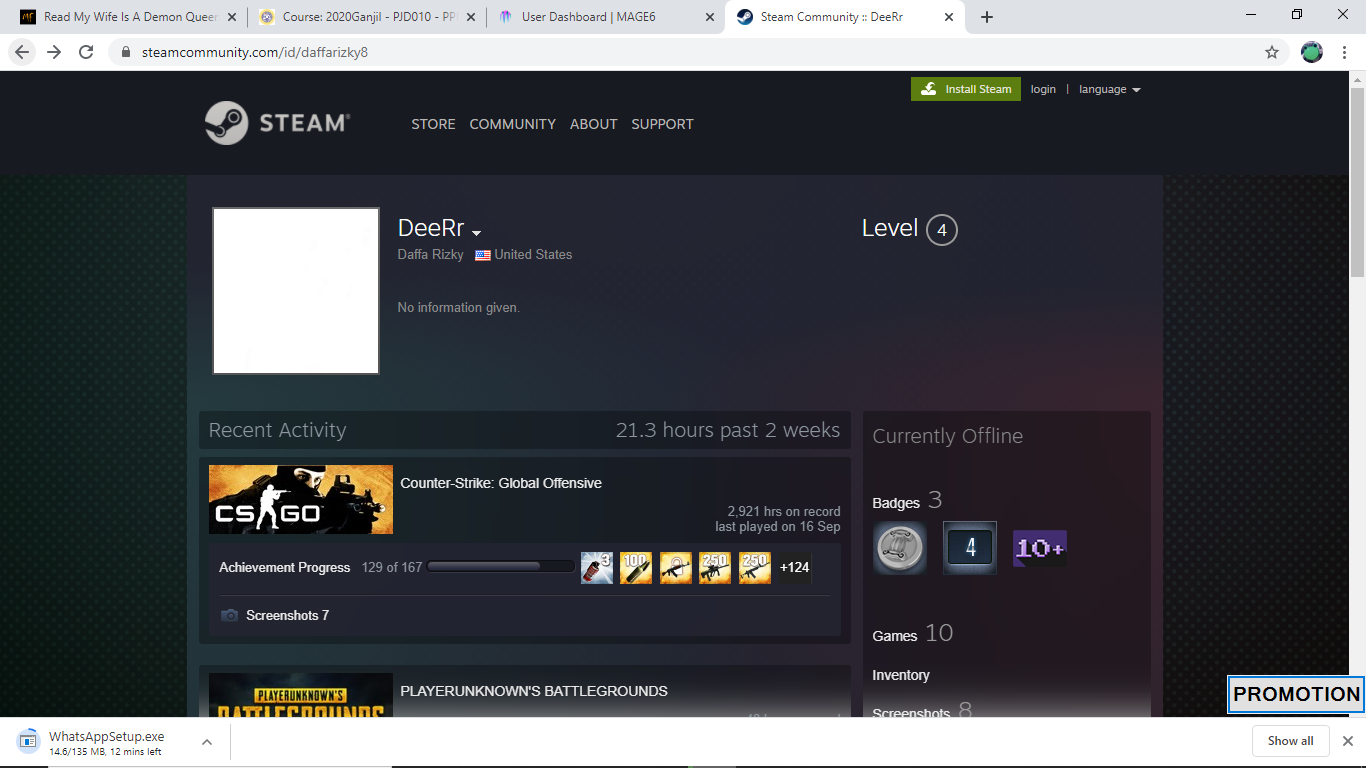 Read My Wife Is A Demon Queen
Course: 2020Ganjil - PJD010 - PP
User Dashboard | MAGE6
Steam Community :: DeeRr
steamcommunity.com/id/daffarizky8
Install Steam
login | language
STEAM
STORE COMMUNITY ABOUT SUPPORT
DeeRr
Level 4
Daffa Rizky United States
No information given.
Recent Activity 21.3 hours past 2 weeks
Currently Offline
CS GO
Counter-Strike: Global Offensive
2,921 hrs on record
last played on 16 Sep
Badges 3
4
10+
Achievement Progress 129 of 167
3 100 250 250 +124
Screenshots 7
Games 10
Inventory
PLAYERUNKNOWN'S
BATTLEGROUNDS
PLAYERUNKNOWN'S BATTLEGROUNDS
Screenshots 8
PROMOTION
WhatsAppSetup.exe
14.6/135 MB, 12 mins left
Show all